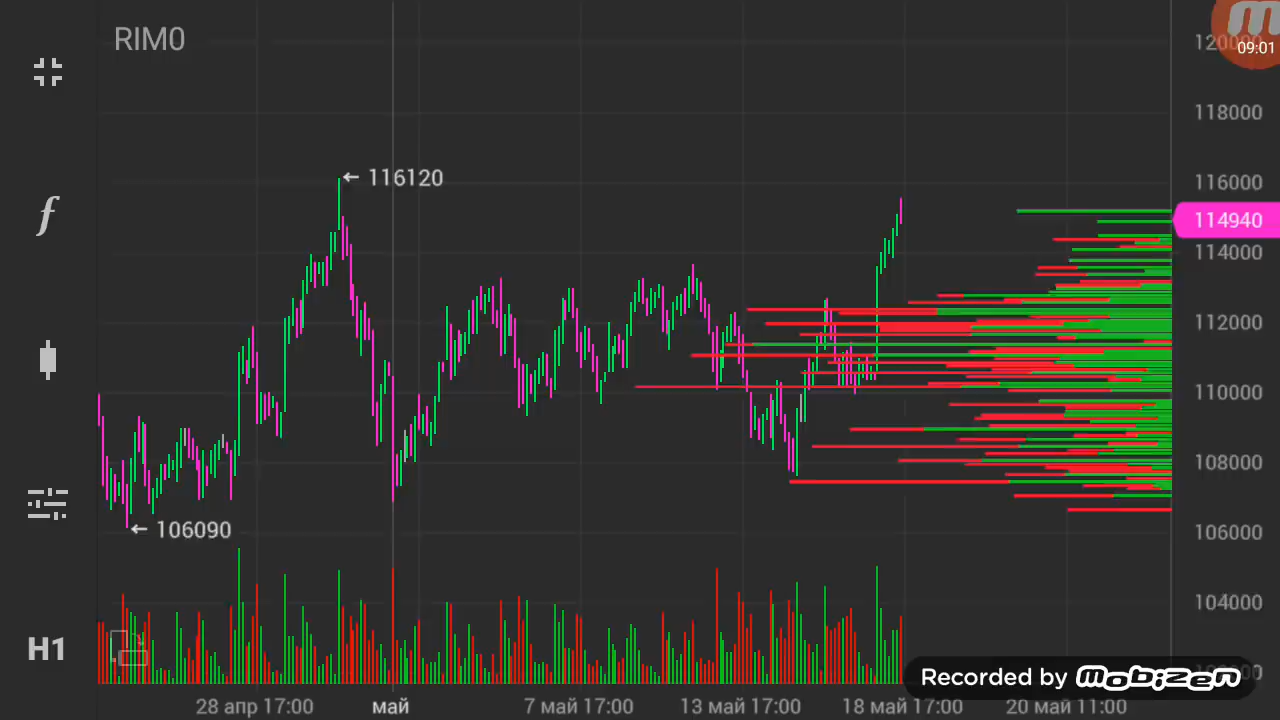 RIM0
09:01
118000
116120
116000
114940
114000
112000
110000
108000
106090
106000
104000
H1
Recorded by mobizen
28 апр 17:00
май
7 май 17:00
13 май 17:00
18 май 17:00
20 май 11:00